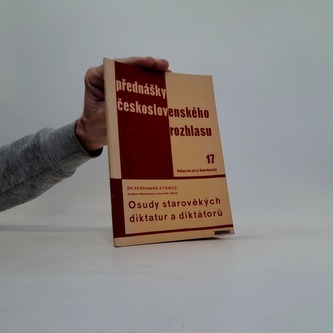 přednášky
československého
rozhlasu
17
DR FERDINAND STIEBITZ
Osudy starověkých
diktatur a diktátorů